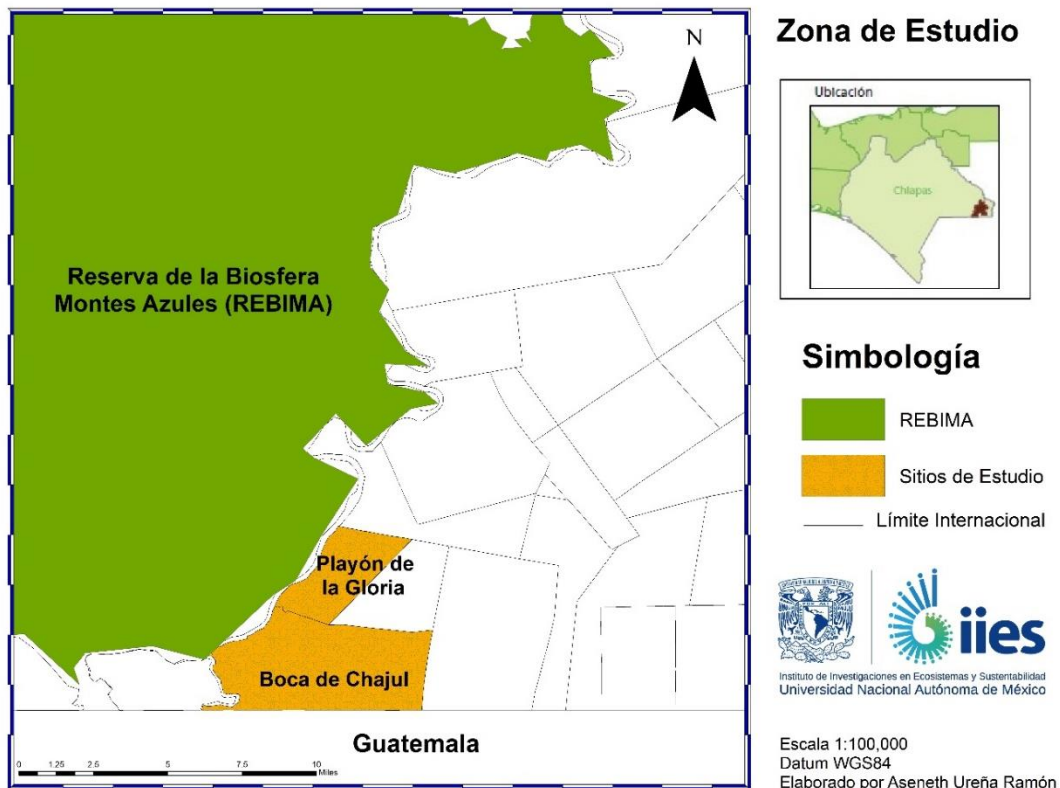 Zona de Estudio
Ubicación
Chiapas
N
Reserva de la Biosfera
Montes Azules (REBIMA)
Simbología
REBIMA
Sitios de Estudio
Límite Internacional
Playón de
la Gloria
Boca de Chajul
Guatemala
0 1.25 2.5 5 7.5 10
Miles
iies
Instituto de Investigaciones en Ecosistemas y Sustentabilidad
Universidad Nacional Autónoma de México
Escala 1:100,000
Datum WGS84
Elaborado por Aseneth Ureña Ramón